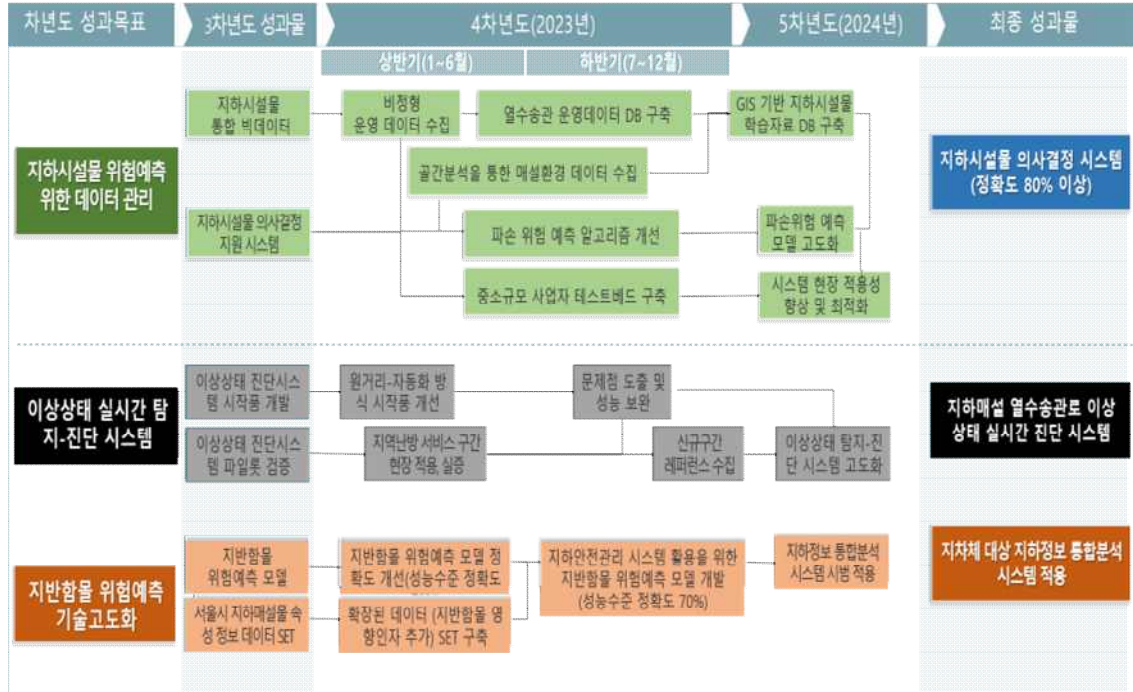 차년도 성과목표
3차년도 성과물
4차년도(2023년)
5차년도(2024년)
최종 성과물
상반기(1~6월)
하반기(7~12월)
지하시설물 위험예측
위한 데이터 관리
지하시설물
통합 빅데이터
비정형
운영 데이터 수집
열수송관 운영데이터 DB 구축
GIS 기반 지하시설물
학습자료 DB 구축
공간분석을 통한 매설환경 데이터 수집
지하시설물 의사결정
지원 시스템
파손 위험 예측 알고리즘 개선
파손위험 예측
모델 고도화
중소규모 사업자 테스트베드 구축
시스템 현장 적용성
향상 및 최적화
지하시설물 의사결정 시스템
(정확도 80% 이상)
이상상태 실시간 탐
지-진단 시스템
이상상태 진단시스
템 시작품 개발
원거리-자동화 방
식 시작품 개선
문제점 도출 및
성능 보완
이상상태 진단시스
템 파일롯 검증
지역난방 서비스 구간
현장 적용, 실증
신규구간
레퍼런스 수집
이상상태 탐지-진
단 시스템 고도화
지하매설 열수송관로 이상
상태 실시간 진단 시스템
지반함몰 위험예측
기술고도화
지반함몰
위험예측 모델
지반함몰 위험예측 모델 정
확도 개선(성능수준 정확도
지하안전관리 시스템 활용을 위한
지반함몰 위험예측 모델 개발
(성능수준 정확도 70%)
지하정보 통합분석
시스템 시범 적용
서울시 지하매설물 속
성 정보 데이터 SET
확장된 데이터 (지반함몰 영
향인자 추가) SET 구축
지차체 대상 지하정보 통합분석
시스템 적용